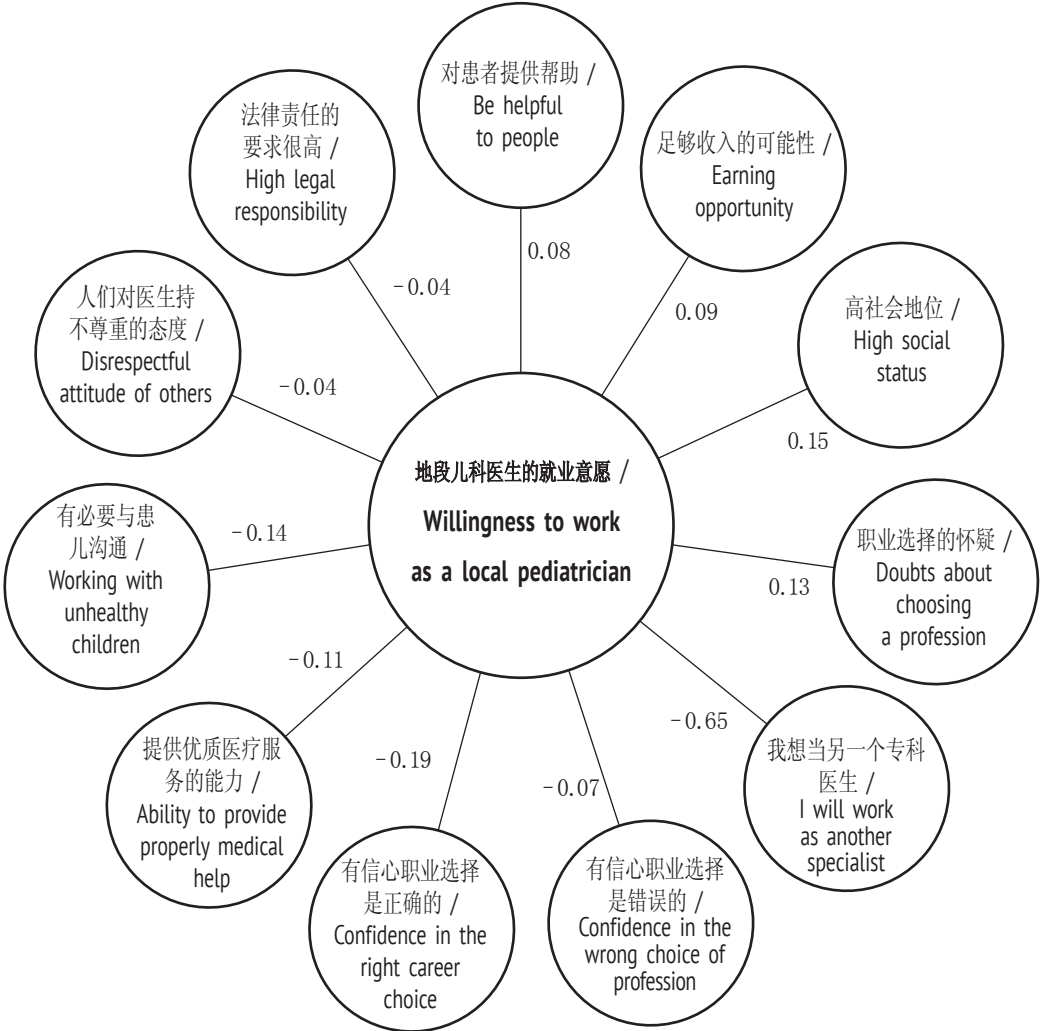 对患者提供帮助 /
Be helpful
to people
0.08
足够收入的可能性 /
Earning
opportunity
0.09
高社会地位 /
High social
status
0.15
职业选择的怀疑 /
Doubts about
choosing
a profession
0.13
我想当另一个专科
医生 /
I will work
as another
specialist
-0.65
有信心职业选择
是错误的 /
Confidence in the
wrong choice of
profession
-0.07
有信心职业选择
是正确的 /
Confidence in the
right career
choice
-0.19
提供优质医疗服
务的能力 /
Ability to provide
properly medical
help
-0.11
有必要与患
儿沟通 /
Working with
unhealthy
children
-0.14
人们对医生持
不尊重的态度 /
Disrespectful
attitude of others
-0.04
法律责任的
要求很高 /
High legal
responsibility
-0.04
地段儿科医生的就业意愿 /
Willingness to work
as a local pediatrician